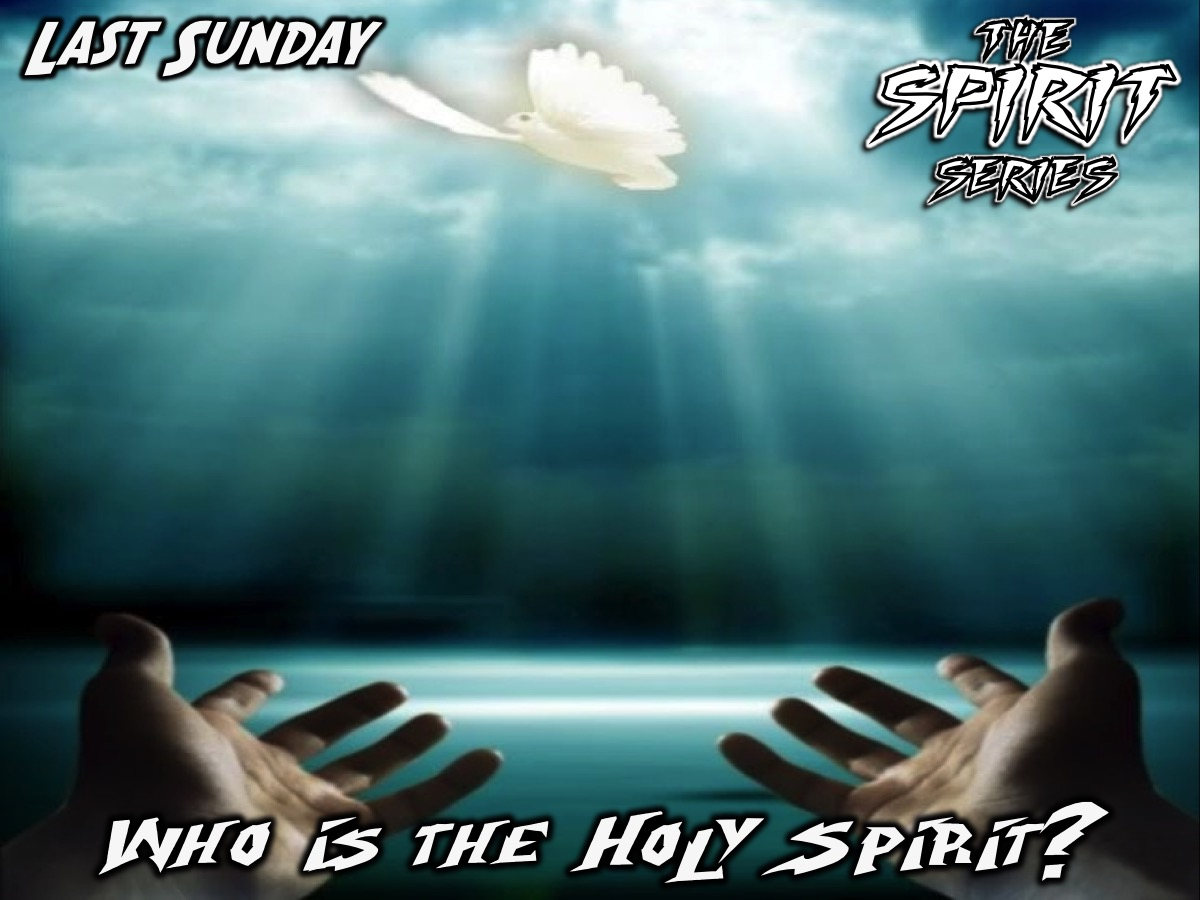 Last Sunday
The
Spirit
Series
Who is the Holy Spirit?